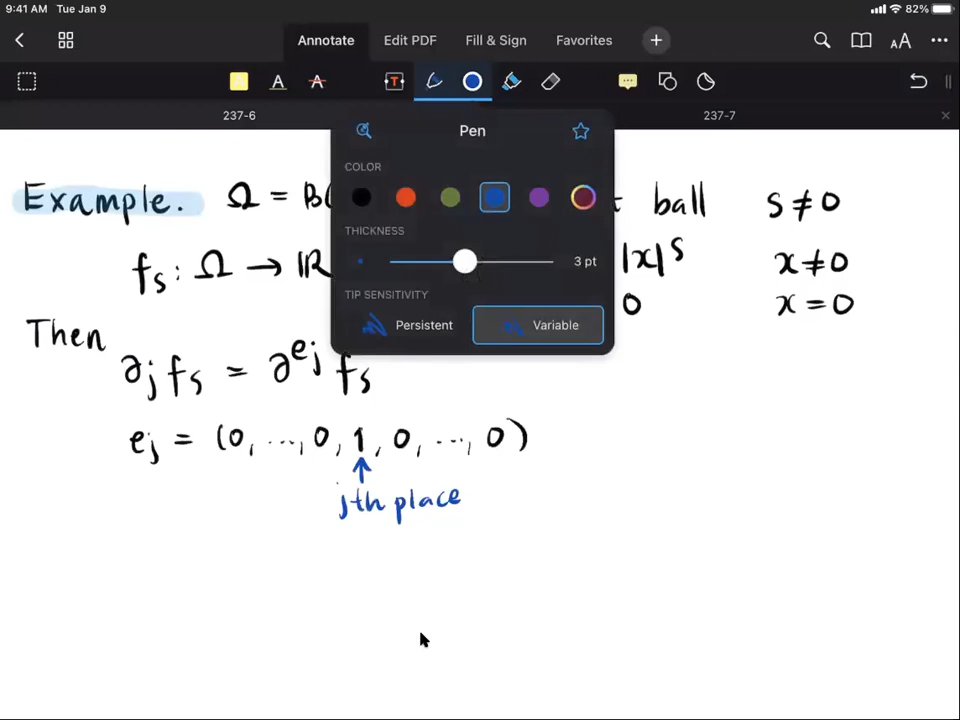 9:41 AM Tue Jan 9 82%
Annotate Edit PDF Fill & Sign Favorites
237-6 237-7
Pen
COLOR
THICKNESS
3 pt
TIP SENSITIVITY
Persistent Variable
Example. Ω = B( ball s ≠ 0
f_s : Ω → ℝ |x|^s x ≠ 0
0 x = 0
Then
∂_j f_s = ∂^{e_j} f_s
e_j = (0, ..., 0, 1, 0, ..., 0)
↑
jth place